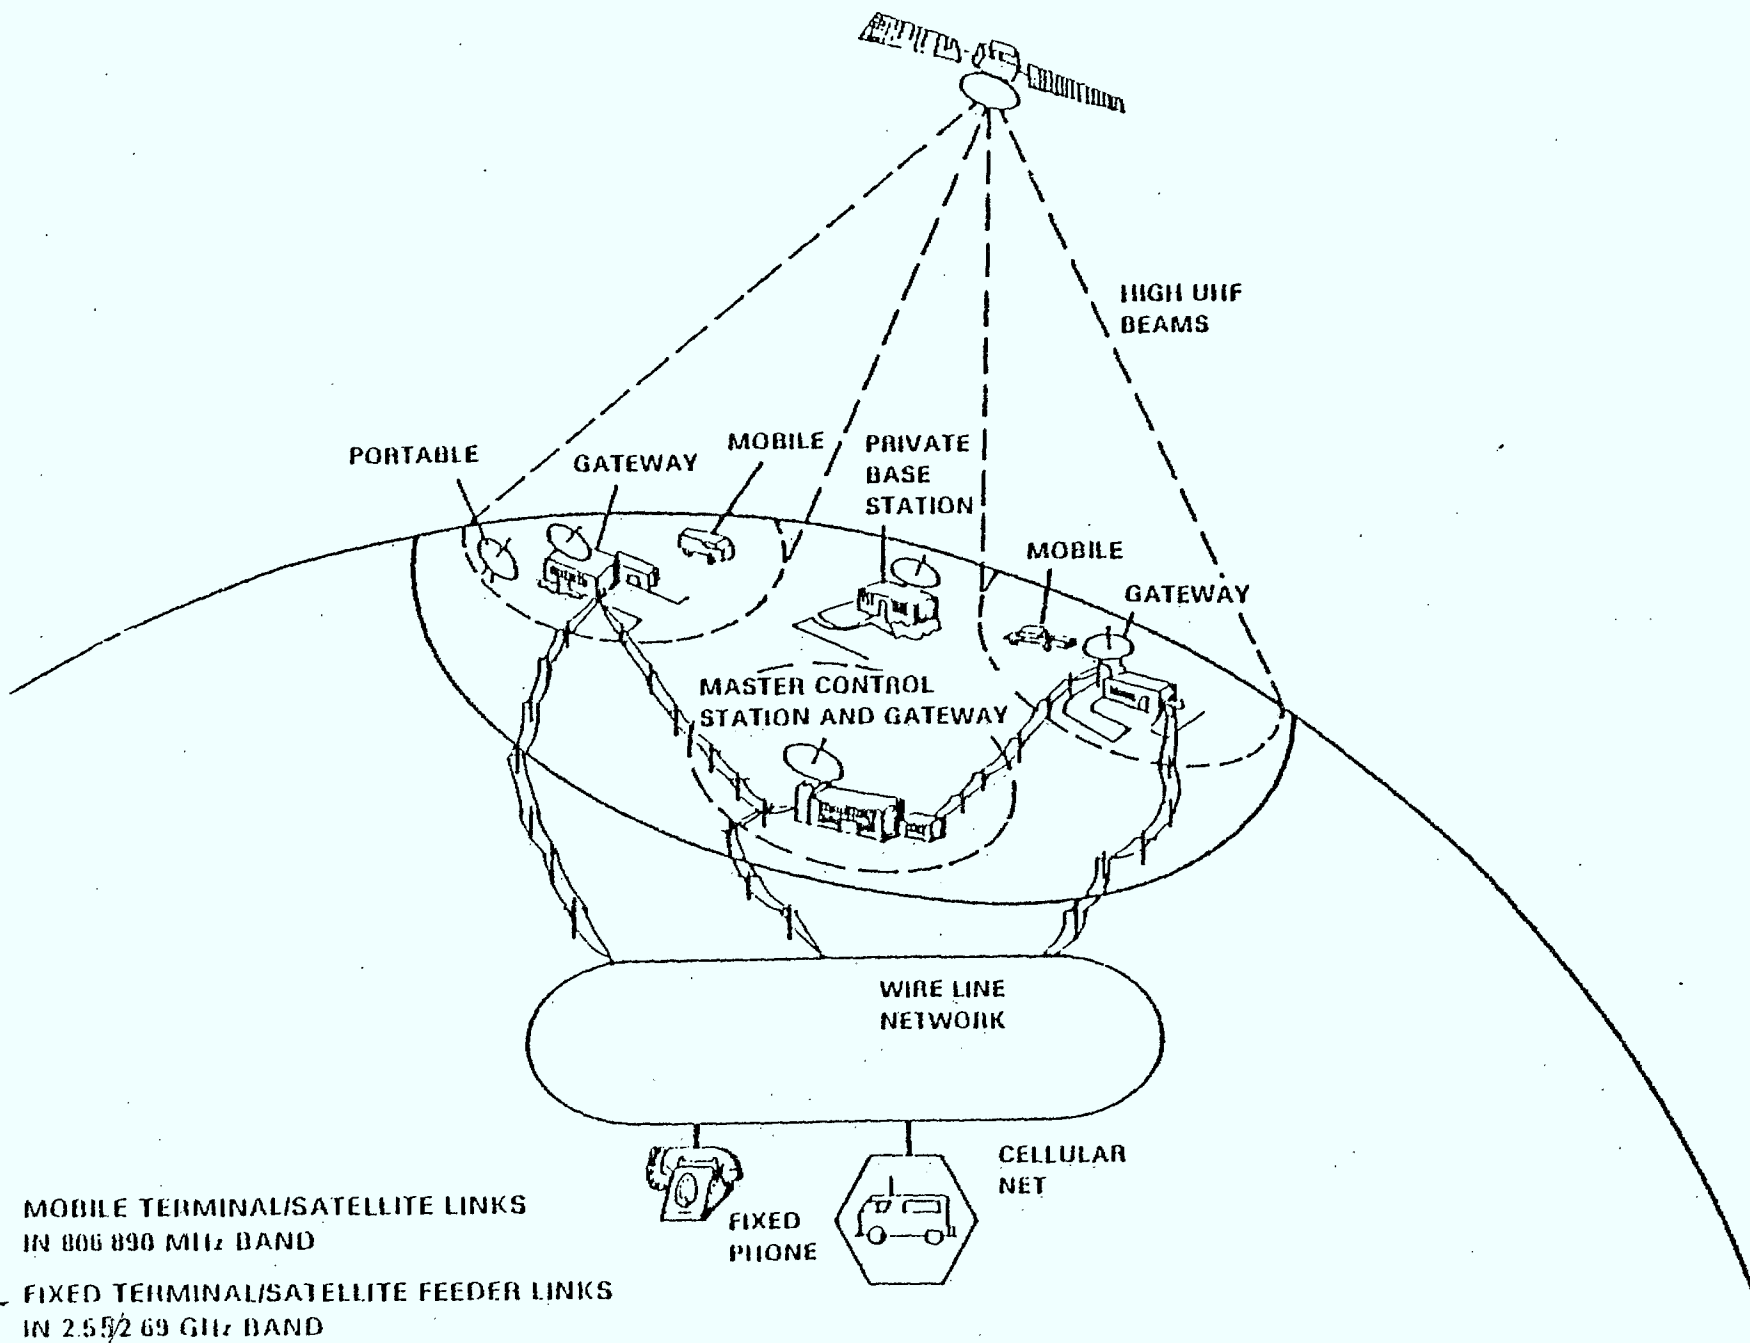 HIGH UHF
BEAMS
PORTABLE
GATEWAY
MOBILE
PRIVATE
BASE
STATION
MOBILE
GATEWAY
MASTER CONTROL
STATION AND GATEWAY
WIRE LINE
NETWORK
CELLULAR
NET
FIXED
PHONE
MOBILE TERMINAL/SATELLITE LINKS
IN 806 890 MHz BAND
FIXED TERMINAL/SATELLITE FEEDER LINKS
IN 2.55/2 69 GHz BAND